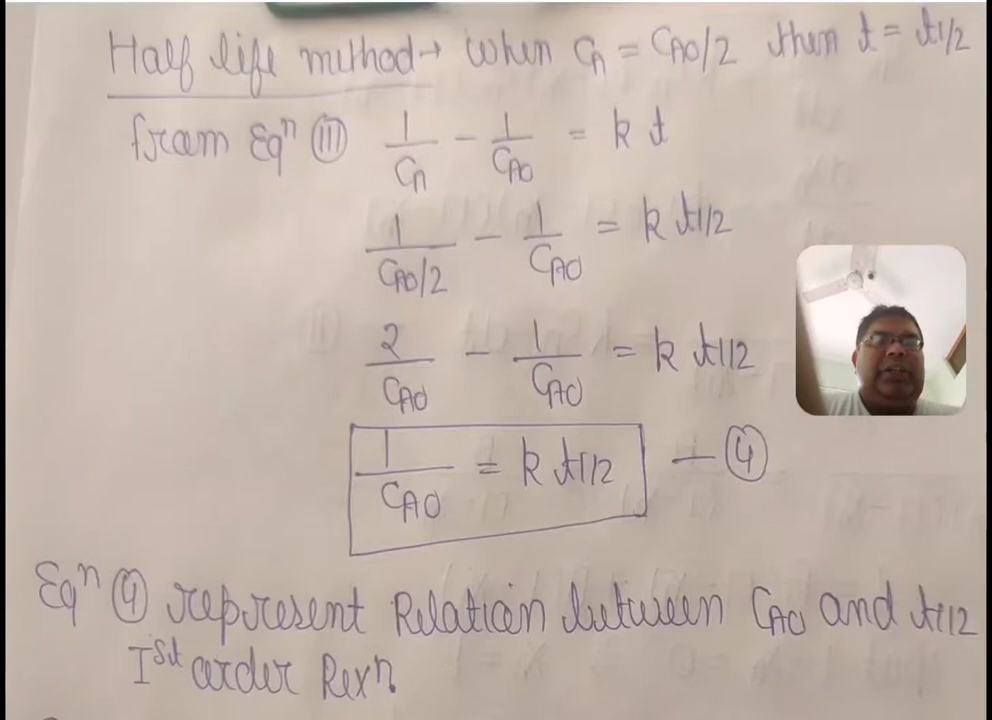 Half life method → when CA = CA0/2 then t = t1/2
from Eqn (III) 1/CA - 1/CA0 = k t
1/(CA0/2) - 1/CA0 = k t1/2
2/CA0 - 1/CA0 = k t1/2
1/CA0 = k t1/2 — (4)
Eqn (4) represent Relation between CA0 and t1/2
Ist order Rexn.